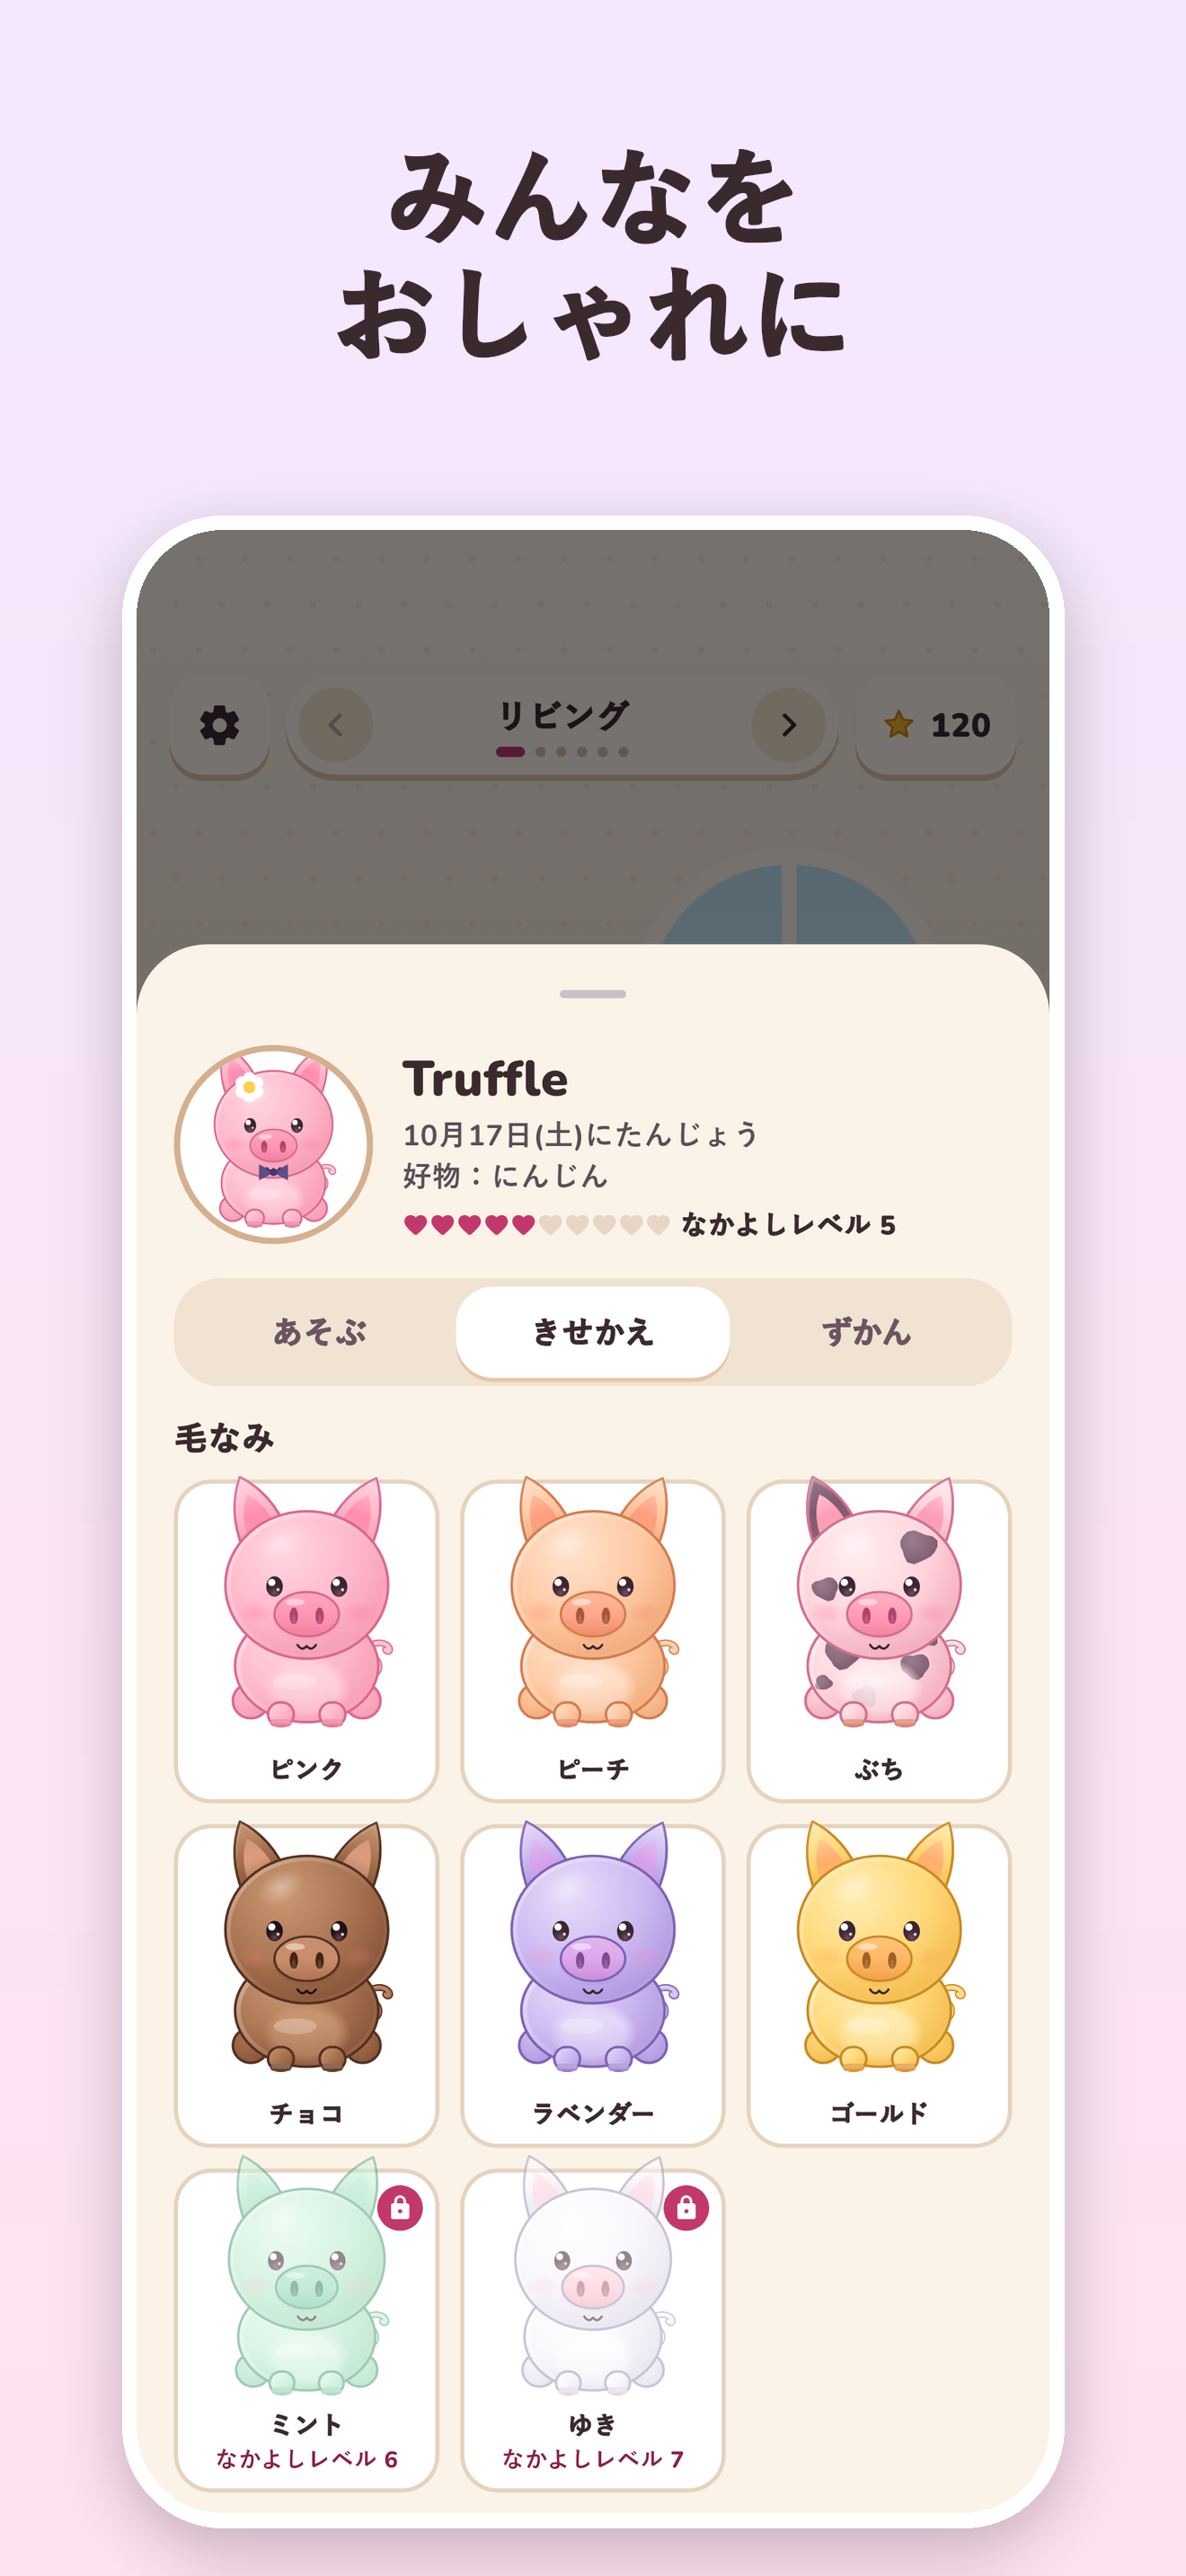 みんなを
おしゃれに
リビング
120
Truffle
10月17日(土)にたんじょう
好物：にんじん
なかよしレベル 5
あそぶ
きせかえ
ずかん
毛なみ
ピンク
ピーチ
ぶち
チョコ
ラベンダー
ゴールド
ミント
なかよしレベル 6
ゆき
なかよしレベル 7